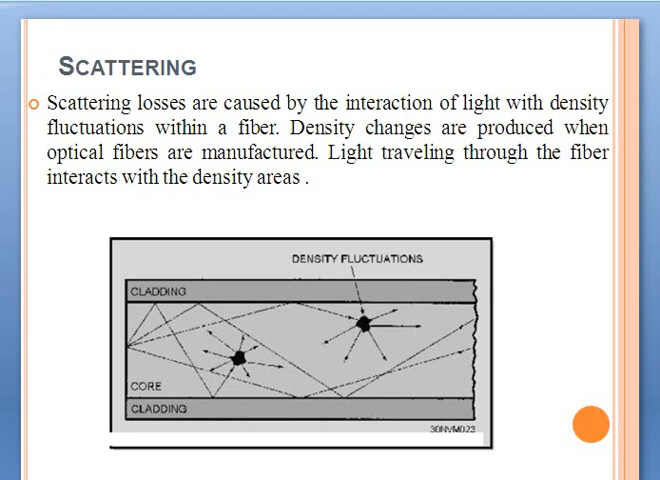 SCATTERING
Scattering losses are caused by the interaction of light with density
fluctuations within a fiber. Density changes are produced when
optical fibers are manufactured. Light traveling through the fiber
interacts with the density areas .
DENSITY FLUCTUATIONS
CLADDING
CORE
CLADDING
30NVM023